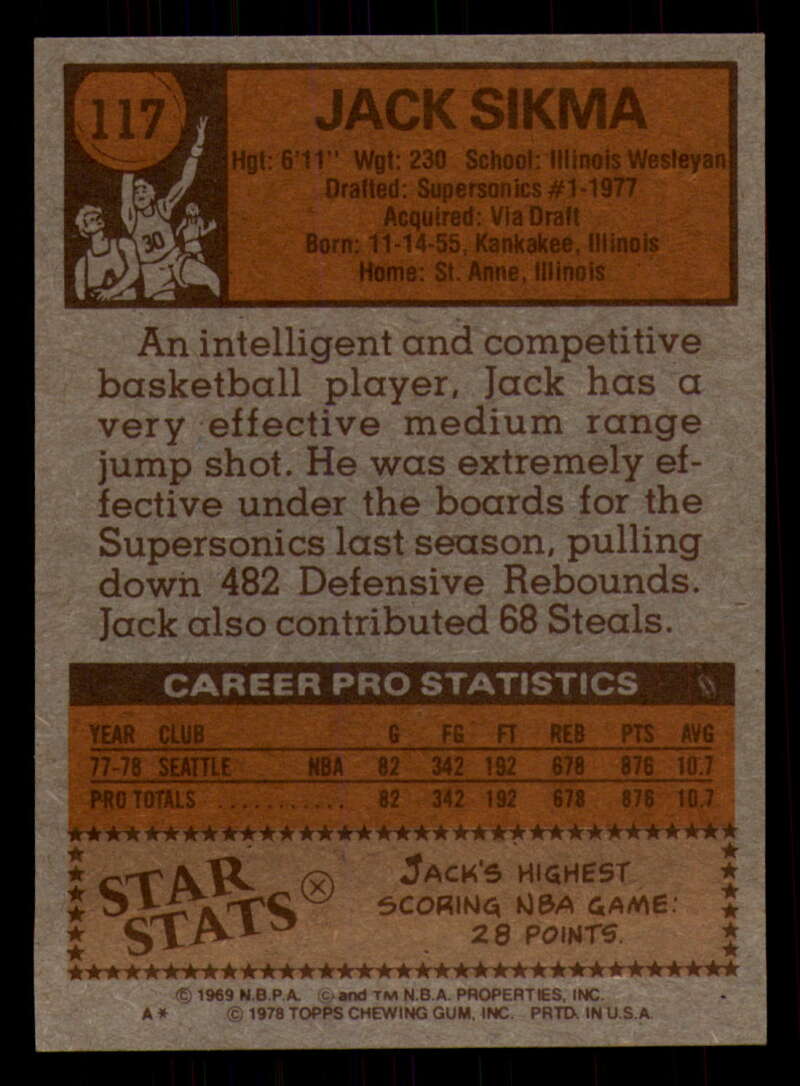 117
JACK SIKMA
Hgt: 6'11" Wgt: 230 School: Illinois Wesleyan
Drafted: Supersonics #1-1977
Acquired: Via Draft
Born: 11-14-55, Kankakee, Illinois
Home: St. Anne, Illinois
30
An intelligent and competitive
basketball player, Jack has a
very effective medium range
jump shot. He was extremely ef-
fective under the boards for the
Supersonics last season, pulling
down 482 Defensive Rebounds.
Jack also contributed 68 Steals.
CAREER PRO STATISTICS
YEAR CLUB G FG FT REB PTS AVG
77-78 SEATTLE NBA 82 342 192 678 876 10.7
PRO TOTALS ........... 82 342 192 678 876 10.7
STAR
STATS
JACK'S HIGHEST
SCORING NBA GAME:
28 POINTS.
© 1969 N.B.P.A. © and TM N.B.A. PROPERTIES, INC.
A* © 1978 TOPPS CHEWING GUM, INC. PRTD. IN U.S.A.